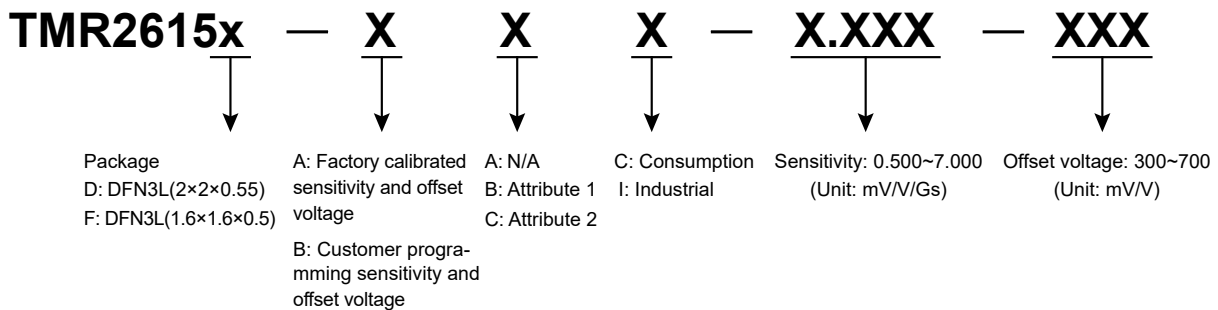 TMR2615x — X X X — X.XXX — XXX
Package
D: DFN3L(2×2×0.55)
F: DFN3L(1.6×1.6×0.5)
A: Factory calibrated
sensitivity and offset
voltage
B: Customer progra-
mming sensitivity and
offset voltage
A: N/A
B: Attribute 1
C: Attribute 2
C: Consumption
I: Industrial
Sensitivity: 0.500~7.000
(Unit: mV/V/Gs)
Offset voltage: 300~700
(Unit: mV/V)